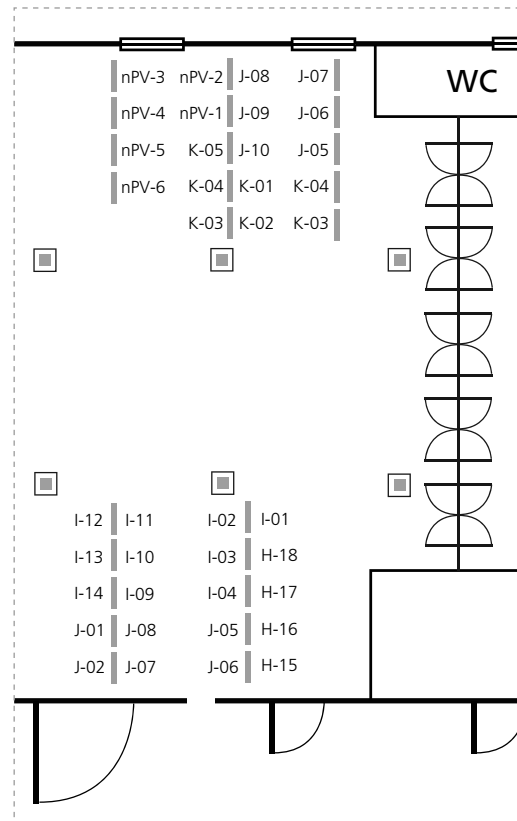 WC
nPV-3 nPV-2 J-08 J-07
nPV-4 nPV-1 J-09 J-06
nPV-5 K-05 J-10 J-05
nPV-6 K-04 K-01 K-04
K-03 K-02 K-03
I-12 I-11 I-02 I-01
I-13 I-10 I-03 H-18
I-14 I-09 I-04 H-17
J-01 J-08 J-05 H-16
J-02 J-07 J-06 H-15